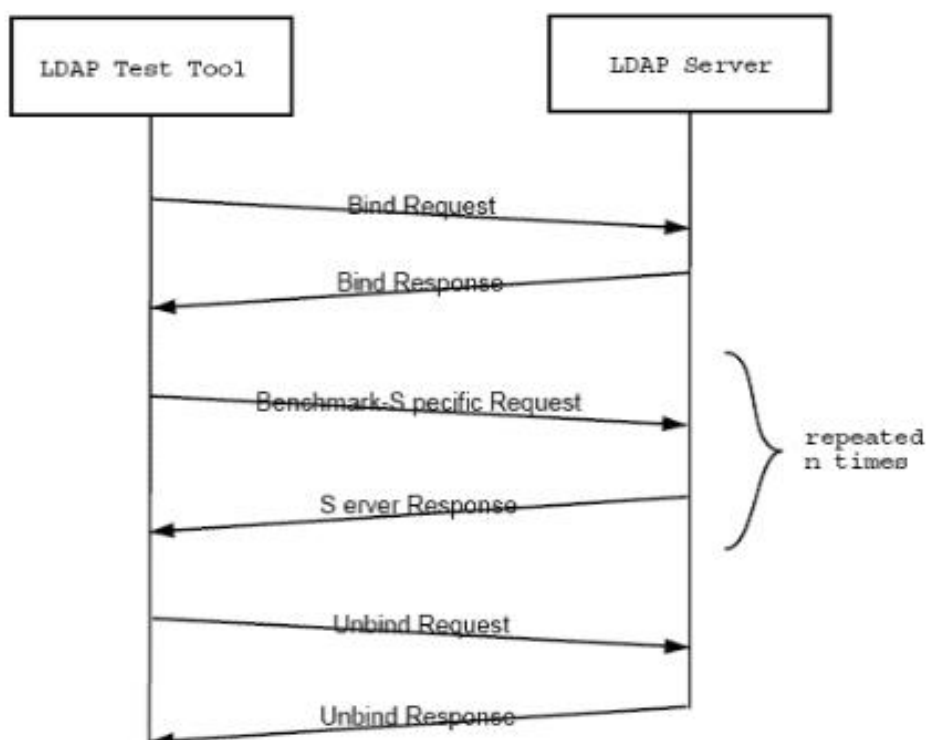 LDAP Test Tool
LDAP Server
Bind Request
Bind Response
Benchmark-S pecific Request
repeated
n times
S erver Response
Unbind Request
Unbind Response